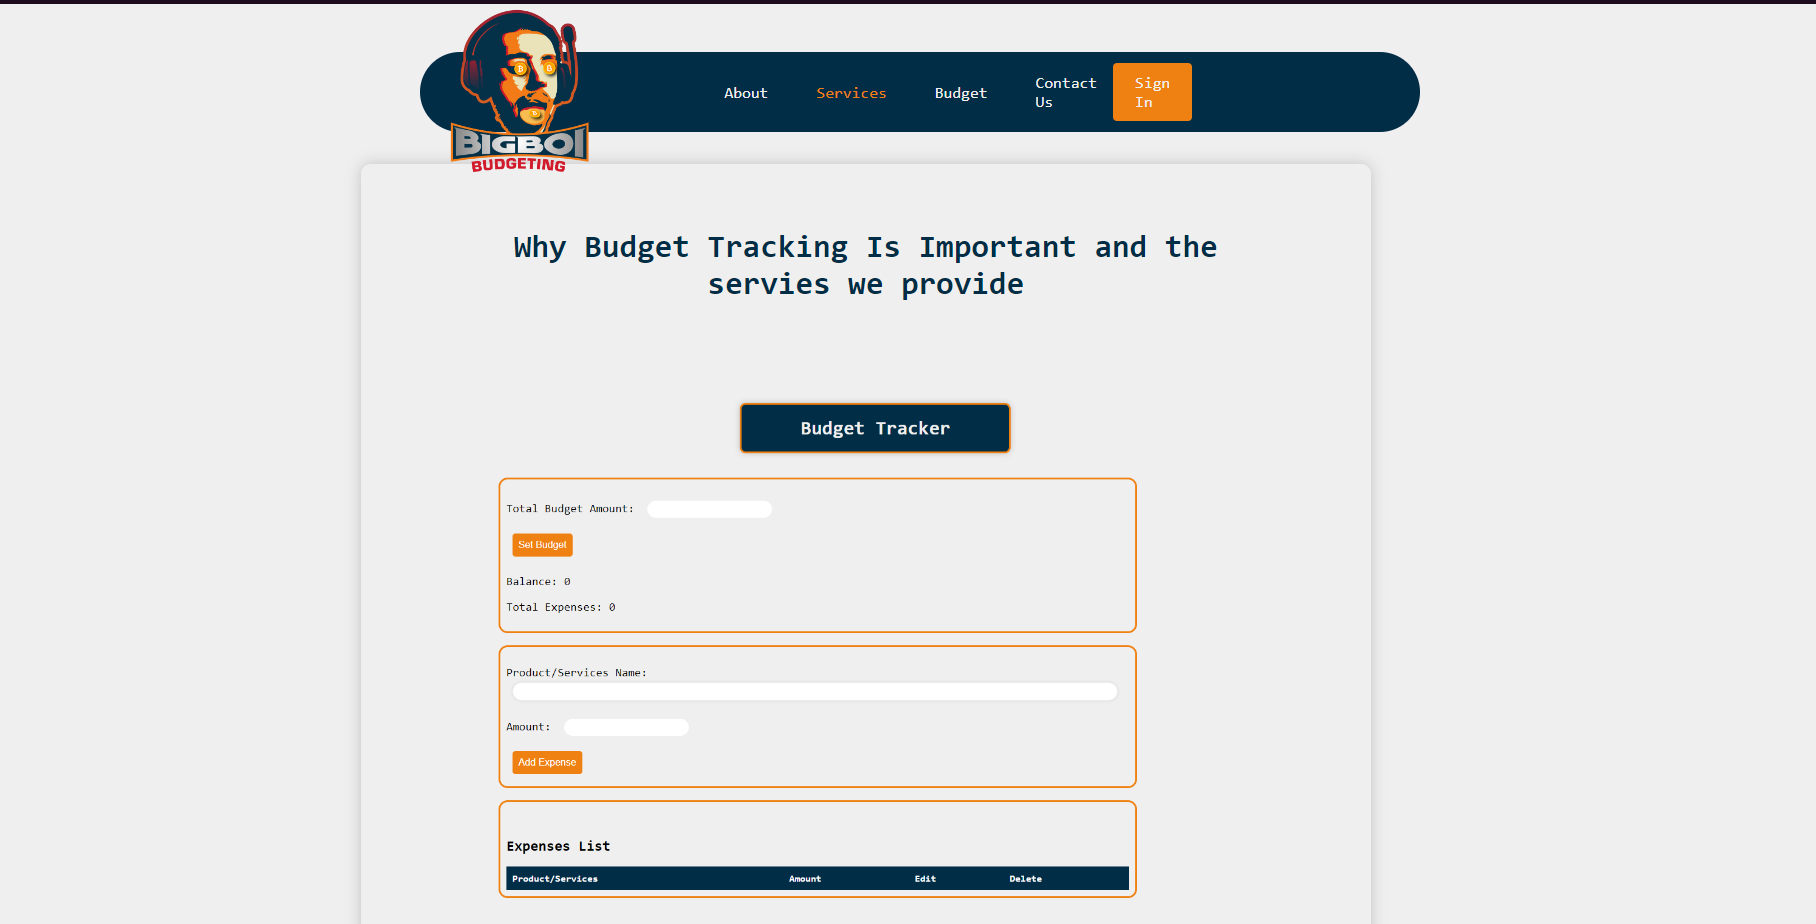 BIGBOI
BUDGETING
About
Services
Budget
Contact
Us
Sign
In
Why Budget Tracking Is Important and the
servies we provide
Budget Tracker
Total Budget Amount:
Set Budget
Balance: 0
Total Expenses: 0
Product/Services Name:
Amount:
Add Expense
Expenses List
Product/Services Amount Edit Delete